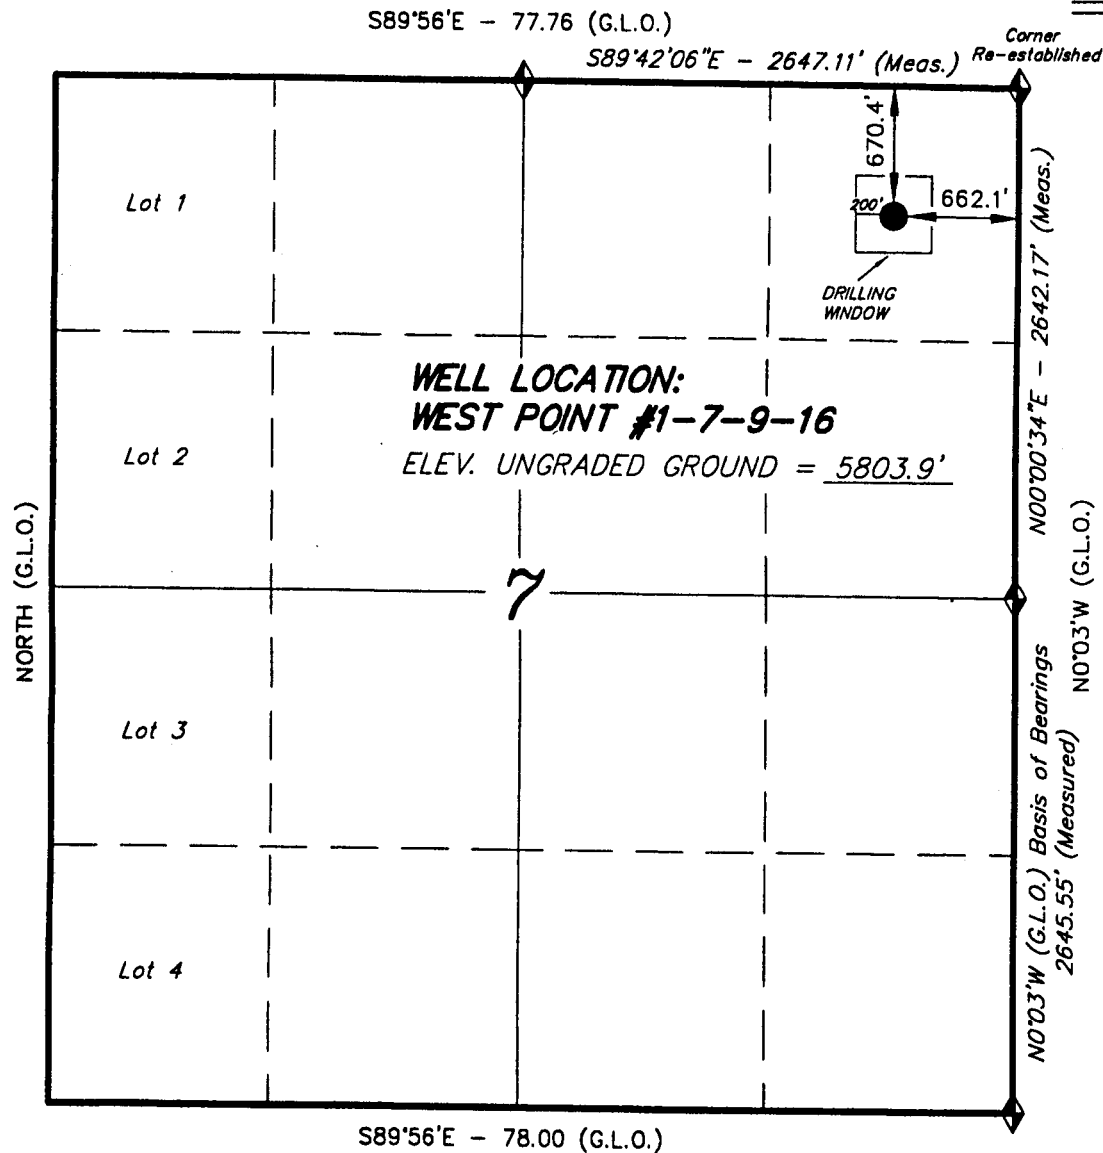 S89°56'E - 77.76 (G.L.O.)
Corner
Re-established
S89°42'06"E - 2647.11' (Meas.)
670.4'
Lot 1
200'
662.1'
DRILLING
WINDOW
N00°00'34"E - 2642.17' (Meas.)
WELL LOCATION:
WEST POINT #1-7-9-16
ELEV. UNGRADED GROUND = 5803.9'
Lot 2
NORTH (G.L.O.)
7
N0°03'W (G.L.O.)
Lot 3
N0°03'W (G.L.O.) Basis of Bearings
2645.55' (Measured)
Lot 4
S89°56'E - 78.00 (G.L.O.)